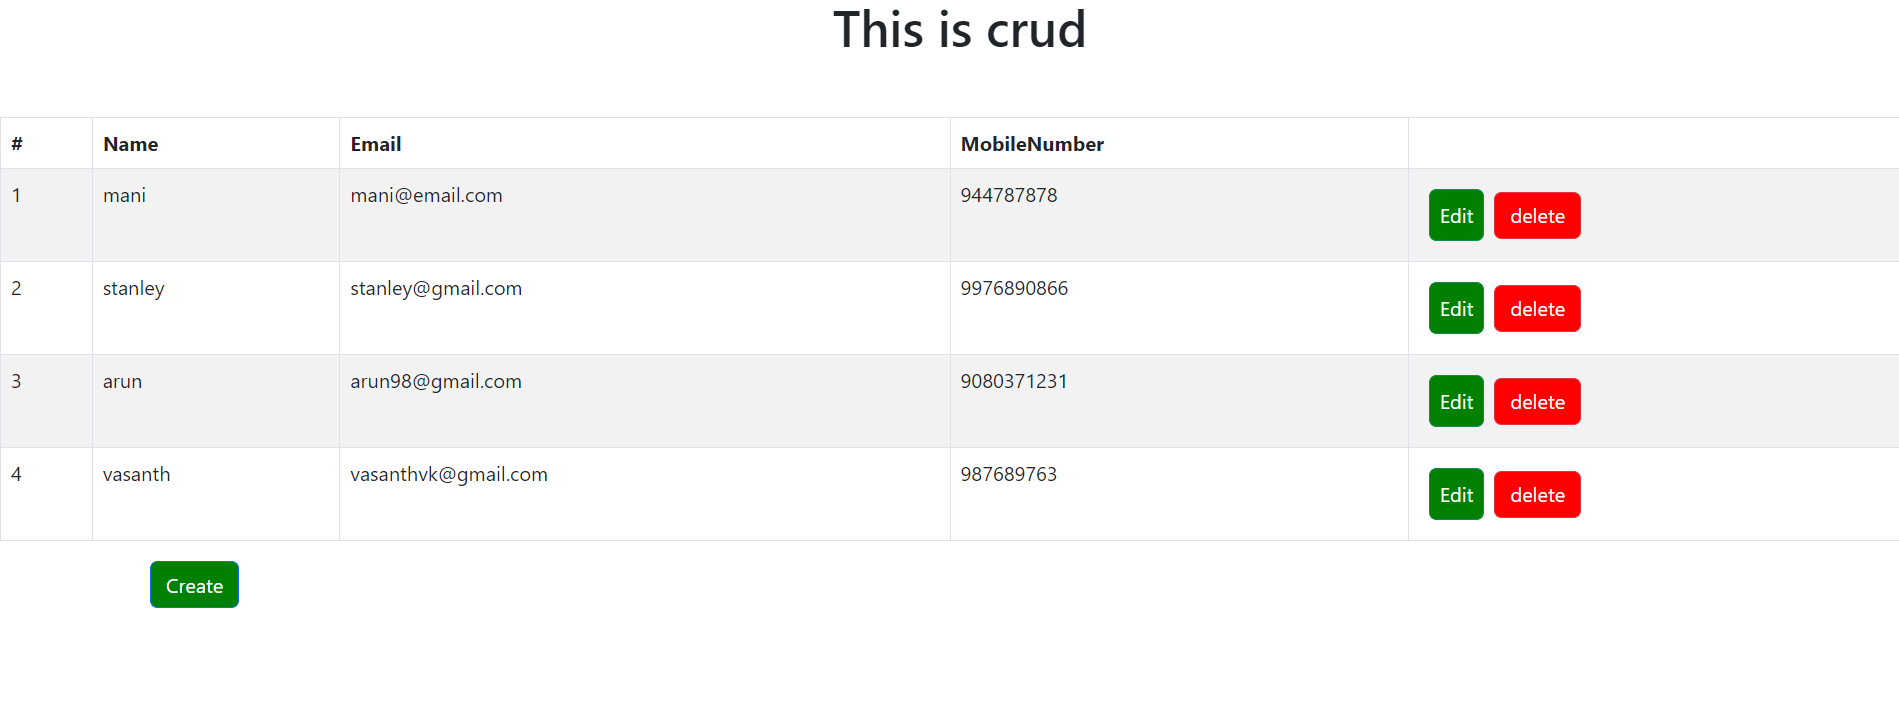 This is crud
# Name Email MobileNumber
1 mani mani@email.com 944787878 Edit delete
2 stanley stanley@gmail.com 9976890866 Edit delete
3 arun arun98@gmail.com 9080371231 Edit delete
4 vasanth vasanthvk@gmail.com 987689763 Edit delete
Create